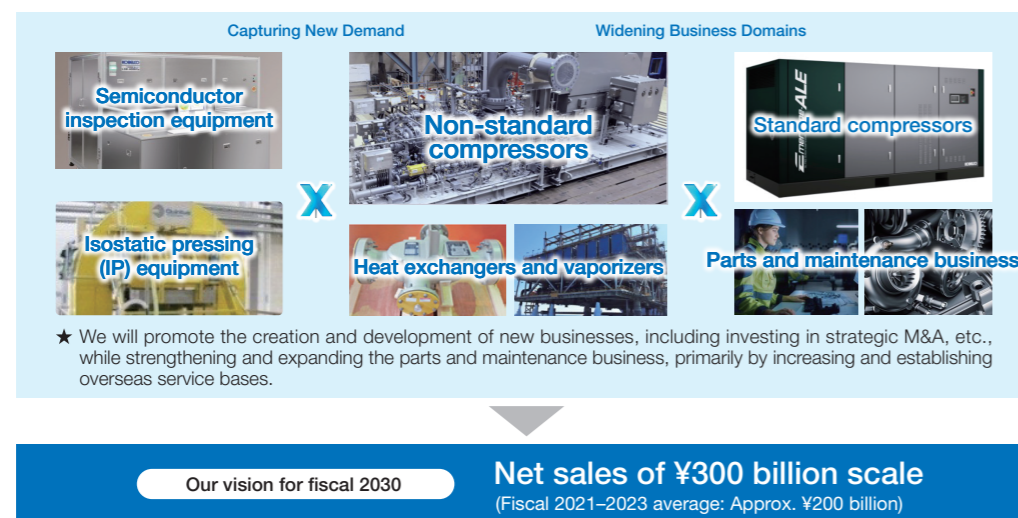 Capturing New Demand
Widening Business Domains
Semiconductor
inspection equipment
Non-standard
compressors
EMERALE
Standard compressors
X
X
Isostatic pressing
(IP) equipment
Heat exchangers and vaporizers
Parts and maintenance business
★ We will promote the creation and development of new businesses, including investing in strategic M&A, etc.,
while strengthening and expanding the parts and maintenance business, primarily by increasing and establishing
overseas service bases.
Our vision for fiscal 2030
Net sales of ¥300 billion scale
(Fiscal 2021–2023 average: Approx. ¥200 billion)